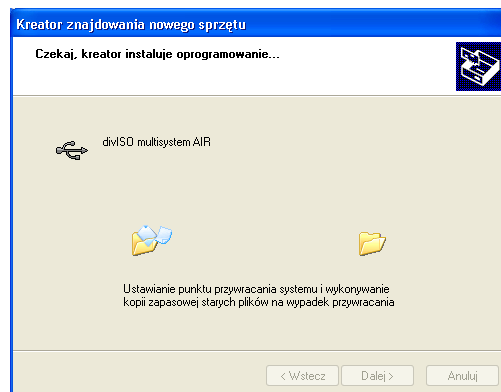 Kreator znajdowania nowego sprzętu
Czekaj, kreator instaluje oprogramowanie...
divISO multisystem AIR
Ustawianie punktu przywracania systemu i wykonywanie
kopii zapasowej starych plików na wypadek przywracania
< Wstecz Dalej > Anuluj